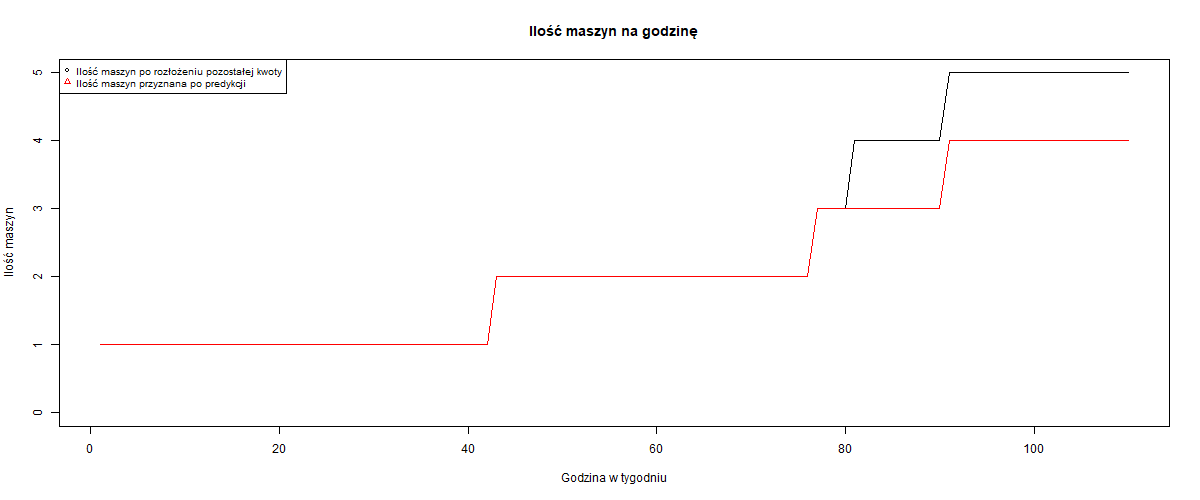 Ilość maszyn na godzinę
Ilość maszyn po rozłożeniu pozostałej kwoty
Ilość maszyn przyznana po predykcji
Ilość maszyn
5
4
3
2
1
0
0 20 40 60 80 100
Godzina w tygodniu